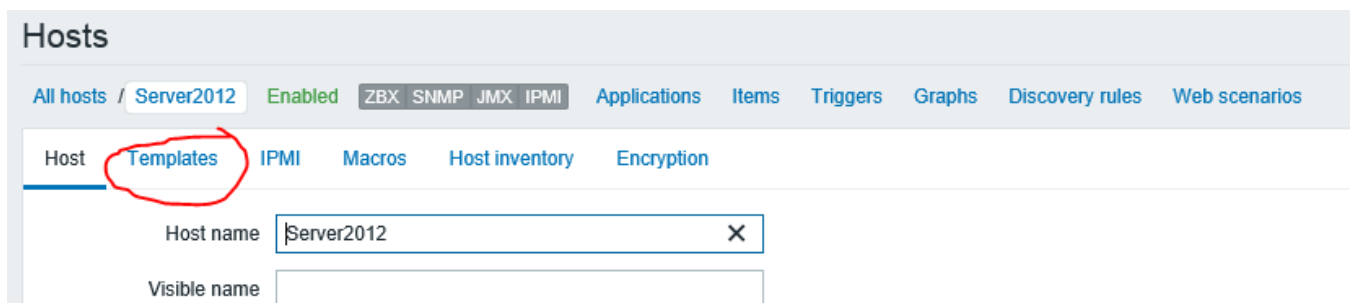 Hosts
All hosts / Server2012 Enabled ZBX SNMP JMX IPMI Applications Items Triggers Graphs Discovery rules Web scenarios
Host Templates IPMI Macros Host inventory Encryption
Host name Server2012
Visible name